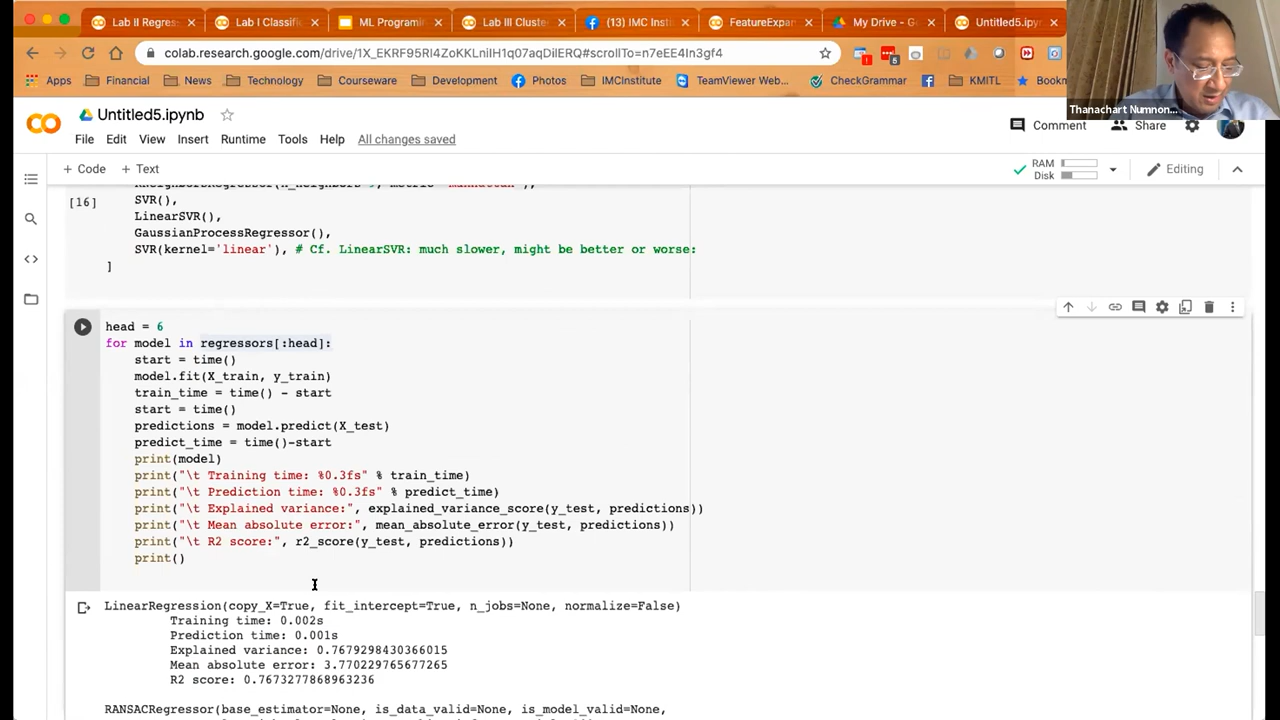 Lab II Regres
Lab I Classific
ML Programin
Lab III Cluste
(13) IMC Insti
FeatureExpan
My Drive - Go
Untitled5.ipynb
colab.research.google.com/drive/1X_EKRF95Rl4ZoKKLniIH1q07aqDilERQ#scrollTo=n7eEE4In3gf4
Apps
Financial
News
Technology
Courseware
Development
Photos
IMCInstitute
TeamViewer Web...
CheckGrammar
KMITL
Bookm
Thanachart Numnon...
Untitled5.ipynb
File Edit View Insert Runtime Tools Help All changes saved
Comment
Share
+ Code + Text
RAM
Disk
Editing
[16]
SVR(),
LinearSVR(),
GaussianProcessRegressor(),
SVR(kernel='linear'), # Cf. LinearSVR: much slower, might be better or worse:
]
head = 6
for model in regressors[:head]:
start = time()
model.fit(X_train, y_train)
train_time = time() - start
start = time()
predictions = model.predict(X_test)
predict_time = time()-start
print(model)
print("\t Training time: %0.3fs" % train_time)
print("\t Prediction time: %0.3fs" % predict_time)
print("\t Explained variance:", explained_variance_score(y_test, predictions))
print("\t Mean absolute error:", mean_absolute_error(y_test, predictions))
print("\t R2 score:", r2_score(y_test, predictions))
print()
LinearRegression(copy_X=True, fit_intercept=True, n_jobs=None, normalize=False)
Training time: 0.002s
Prediction time: 0.001s
Explained variance: 0.7679298430366015
Mean absolute error: 3.770229765677265
R2 score: 0.7673277868963236
RANSACRegressor(base_estimator=None, is_data_valid=None, is_model_valid=None,